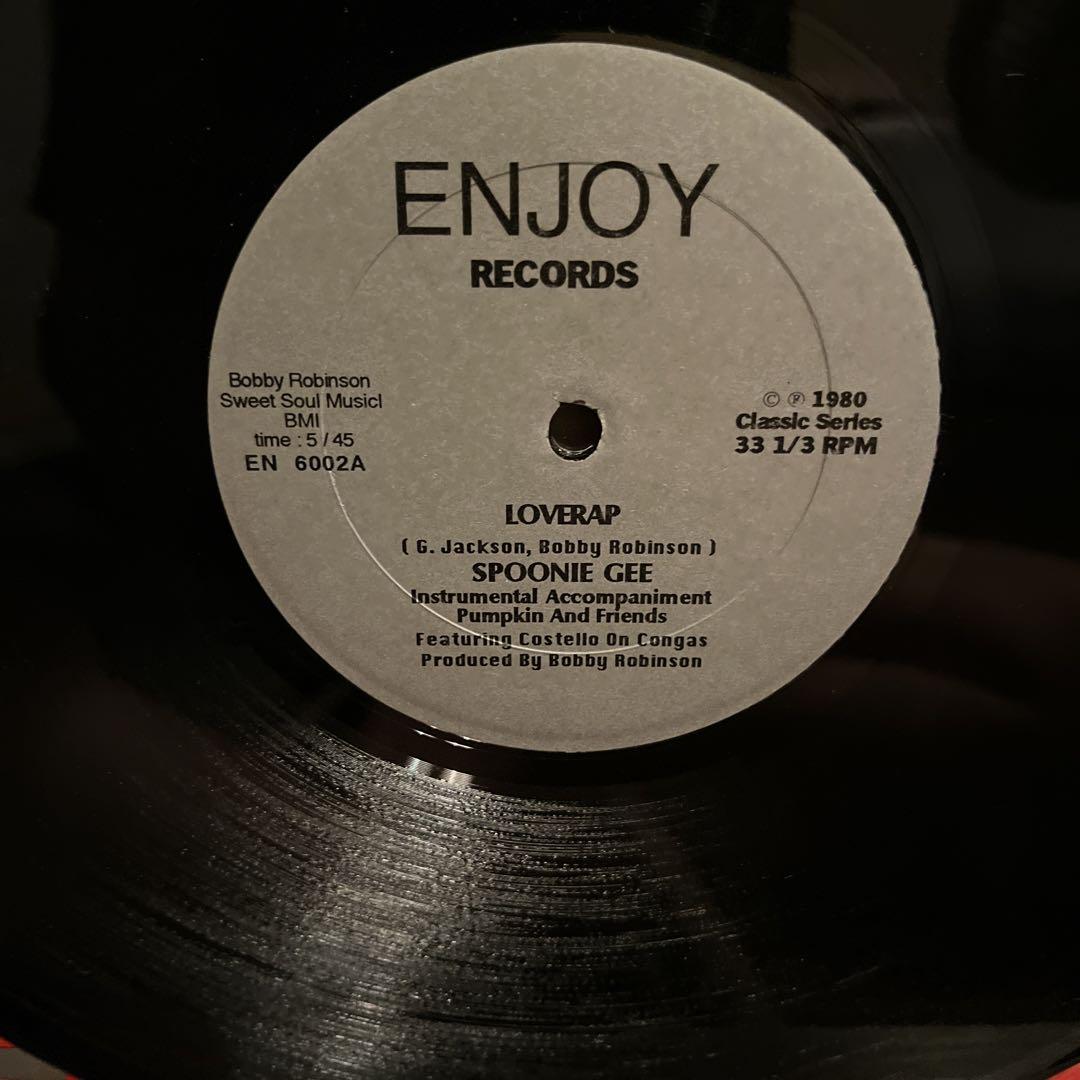 ENJOY
RECORDS
Bobby Robinson
Sweet Soul Musicl
BMI
time : 5 / 45
EN 6002A
© ℗ 1980
Classic Series
33 1/3 RPM
LOVERAP
( G. Jackson, Bobby Robinson )
SPOONIE GEE
Instrumental Accompaniment
Pumpkin And Friends
Featuring Costello On Congas
Produced By Bobby Robinson